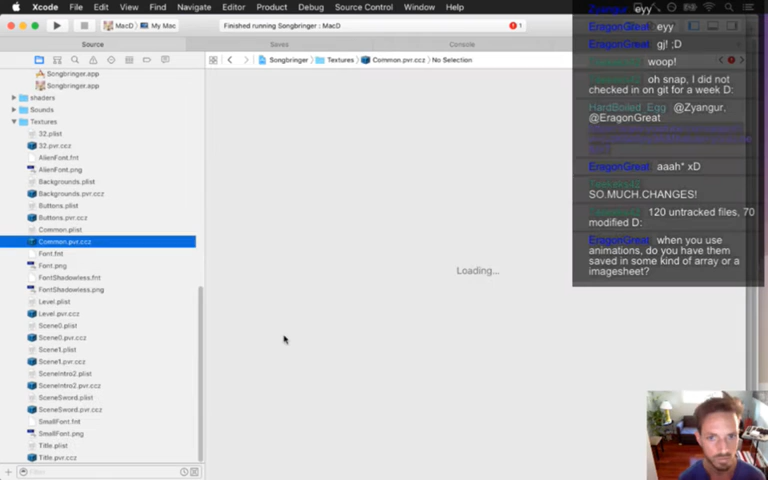 Xcode File Edit View Find Navigate Editor Product Debug Source Control Window Help
MacD My Mac
Finished running Songbringer : MacD
1
Source
Saves
Console
Songbringer Textures Common.pvr.ccz No Selection
Songbringer.app
Songbringer.app
shaders
Sounds
Textures
32.plist
32.pvr.ccz
AlienFont.fnt
AlienFont.png
Backgrounds.plist
Backgrounds.pvr.ccz
Buttons.plist
Buttons.pvr.ccz
Common.plist
Common.pvr.ccz
Font.fnt
Font.png
FontShadowless.fnt
FontShadowless.png
Level.plist
Level.pvr.ccz
Scene0.plist
Scene0.pvr.ccz
Scene1.plist
Scene1.pvr.ccz
SceneIntro2.plist
SceneIntro2.pvr.ccz
SceneSword.plist
SceneSword.pvr.ccz
SmallFont.fnt
SmallFont.png
Title.plist
Title.pvr.ccz
Loading...
Zyangur eyy
EragonGreat eyy
EragonGreat gj! ;D
woop!
oh snap, I did not
checked in on git for a week D:
HardBoiled_Egg @Zyangur,
@EragonGreat
EragonGreat aaah* xD
SO.MUCH.CHANGES!
120 untracked files, 70
modified D:
EragonGreat when you use
animations, do you have them
saved in some kind of array or a
imagesheet?